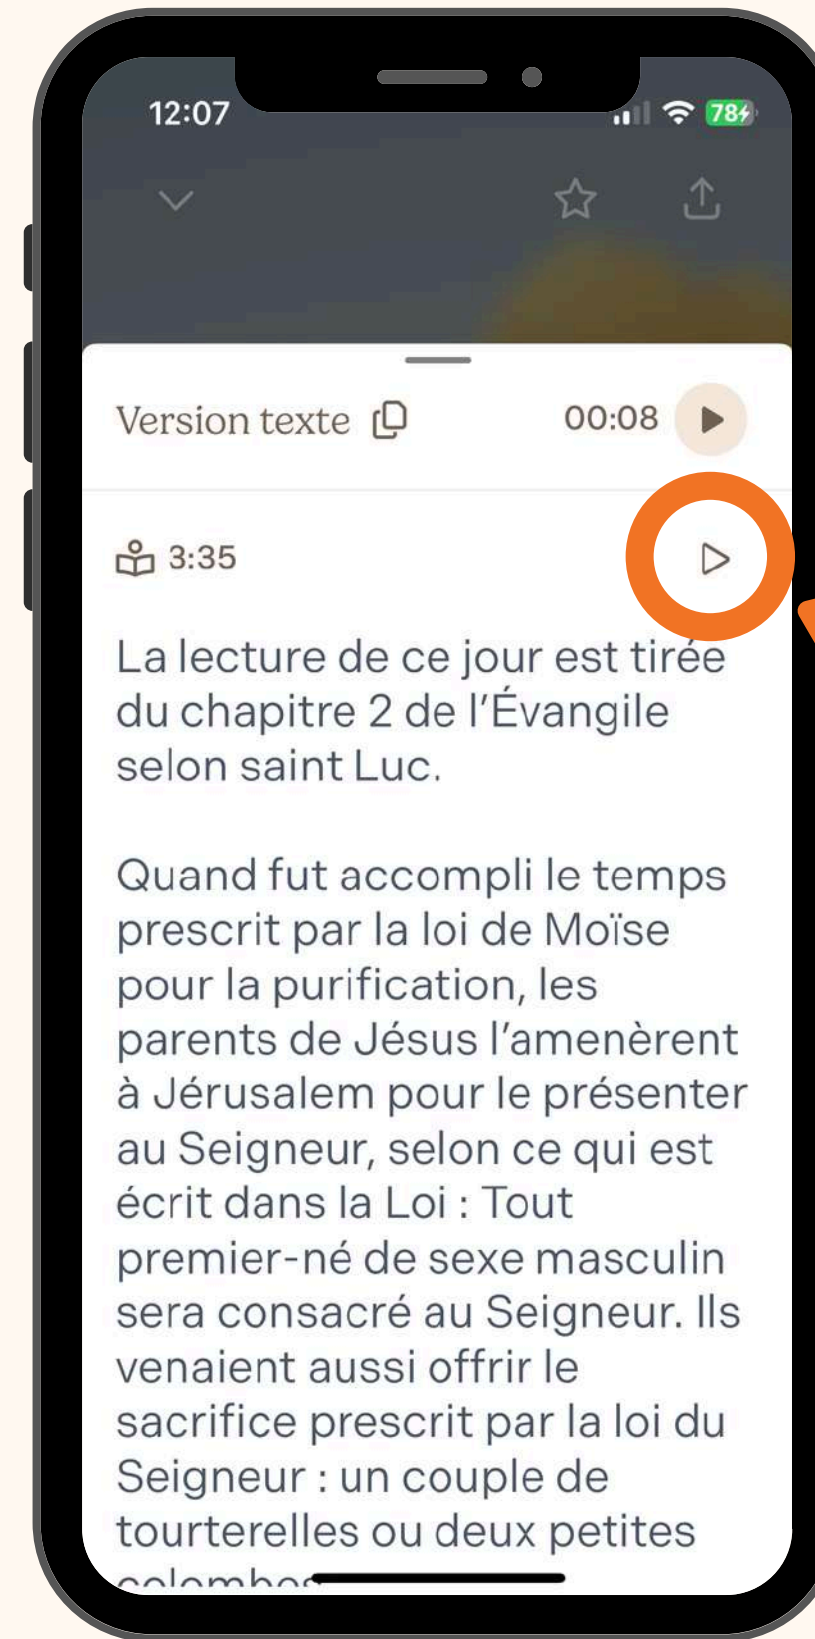 12:07
78
Version texte 00:08
3:35
La lecture de ce jour est tirée
du chapitre 2 de l’Évangile
selon saint Luc.
Quand fut accompli le temps
prescrit par la loi de Moïse
pour la purification, les
parents de Jésus l’amenèrent
à Jérusalem pour le présenter
au Seigneur, selon ce qui est
écrit dans la Loi : Tout
premier-né de sexe masculin
sera consacré au Seigneur. Ils
venaient aussi offrir le
sacrifice prescrit par la loi du
Seigneur : un couple de
tourterelles ou deux petites
colombes